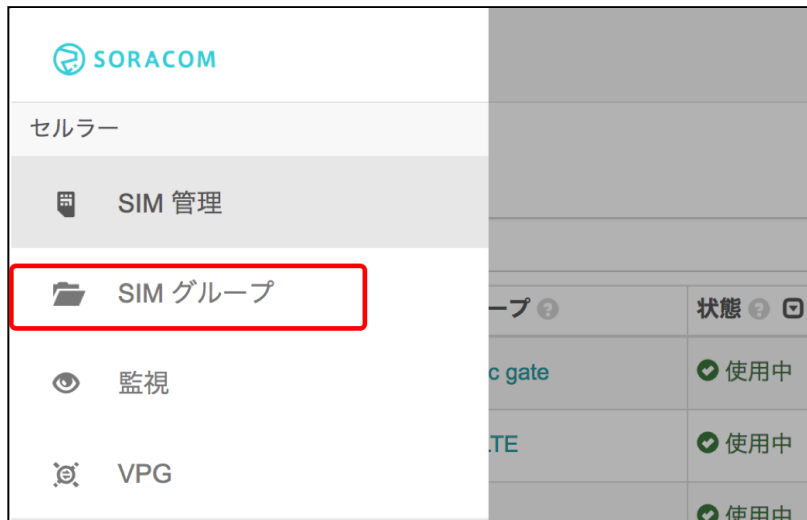 SORACOM
セルラー
SIM 管理
SIM グループ
ープ
状態
監視
c gate
使用中
TE
使用中
VPG
使用中